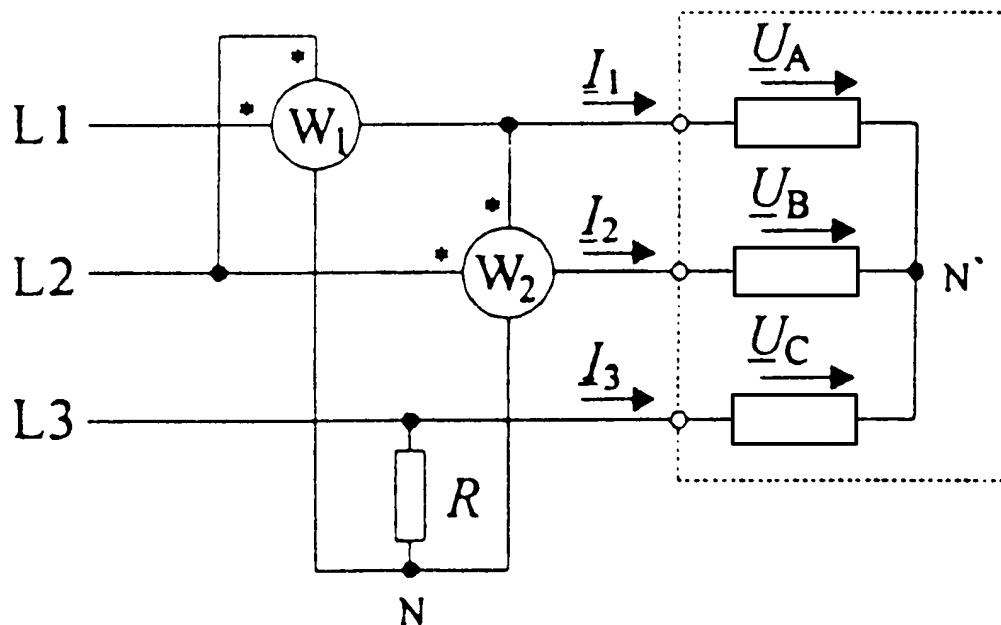 I1 UA
* *
L1 W1
I2 UB
* *
L2 W2 N`
I3 UC
L3
R
N